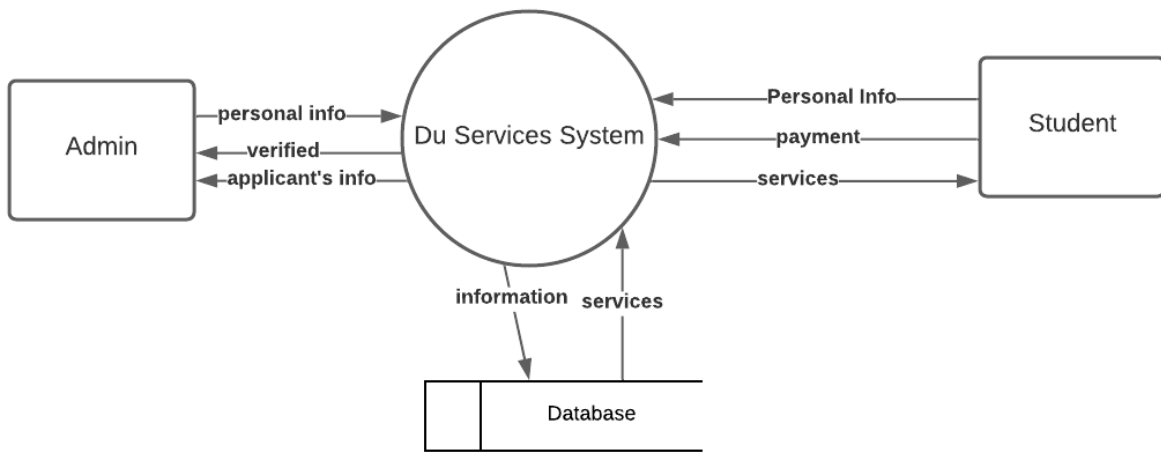 Admin
personal info
verified
applicant's info
Du Services System
Personal Info
payment
services
Student
information
services
Database